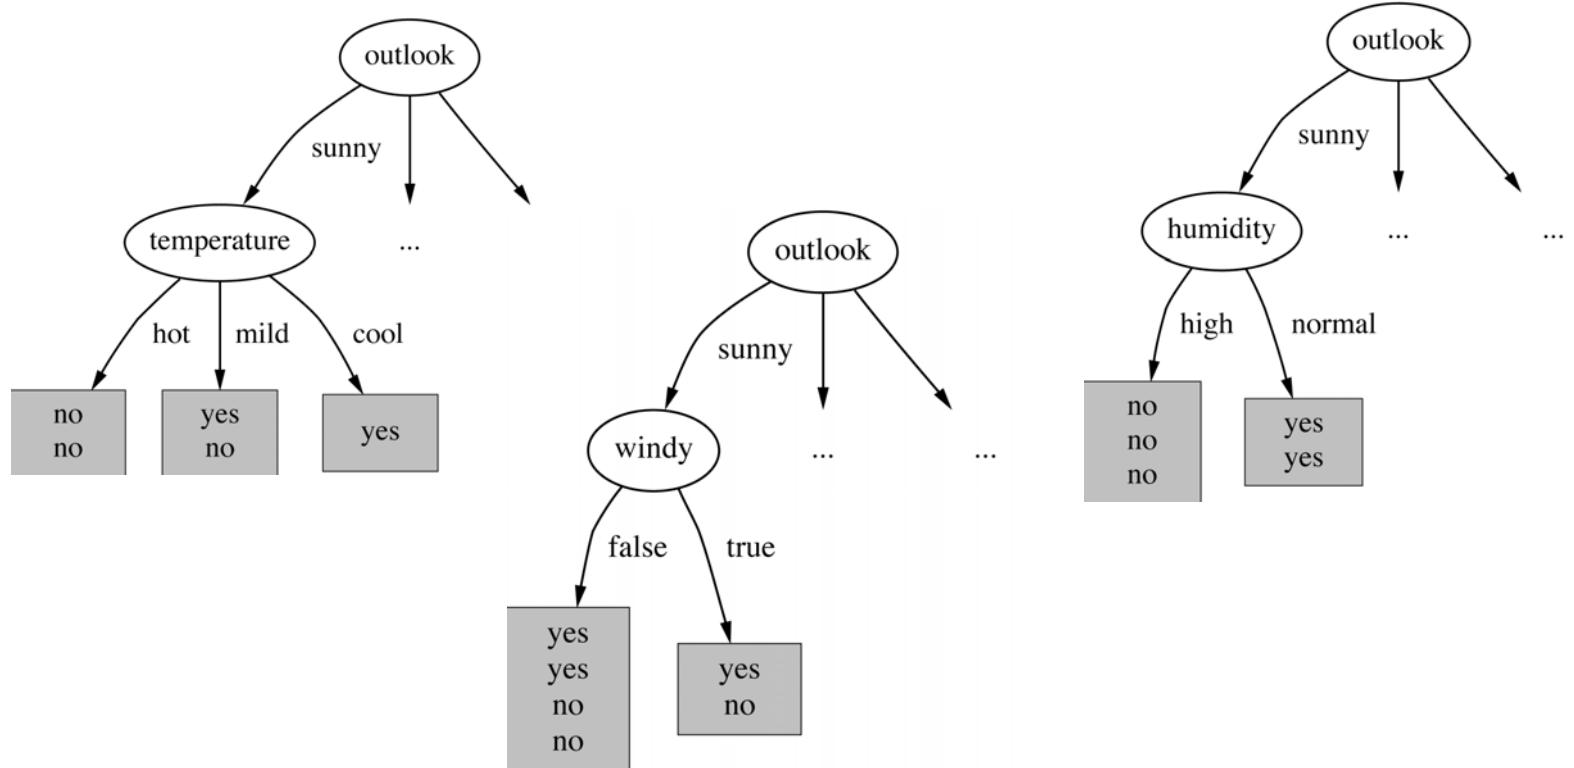 outlook
sunny
temperature
...
hot mild cool
no
no
yes
no
yes
outlook
sunny
windy
...
...
false true
yes
yes
no
no
yes
no
outlook
sunny
humidity
...
...
high normal
no
no
no
yes
yes